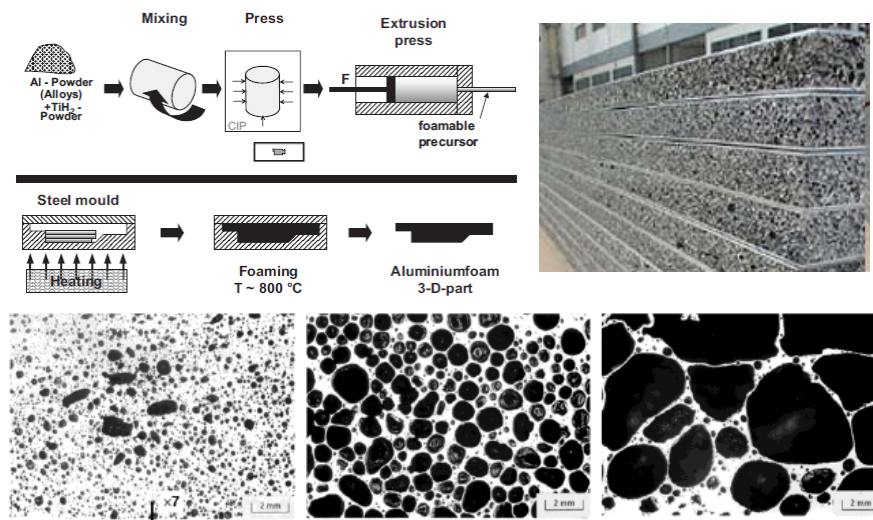 Mixing
Press
Extrusion
press
Al - Powder
(Alloys)
+TiH2 -
Powder
CIP
F
foamable
precursor
Steel mould
Heating
Foaming
T ~ 800 °C
Aluminiumfoam
3-D-part
×7
2 mm
2 mm
2 mm